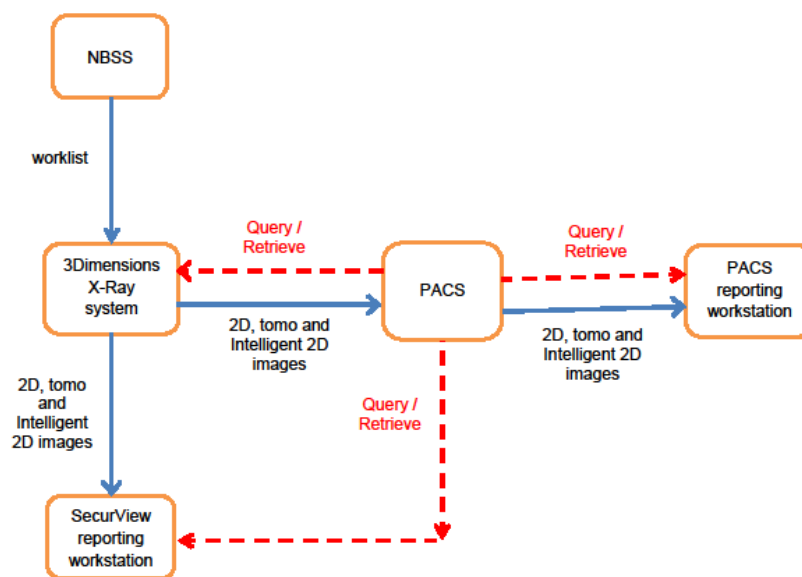 NBSS
worklist
Query /
Retrieve
Query /
Retrieve
3Dimensions
X-Ray
system
PACS
PACS
reporting
workstation
2D, tomo and
Intelligent 2D
images
2D, tomo and
Intelligent 2D
images
2D, tomo
and
Intelligent
2D images
Query /
Retrieve
SecurView
reporting
workstation